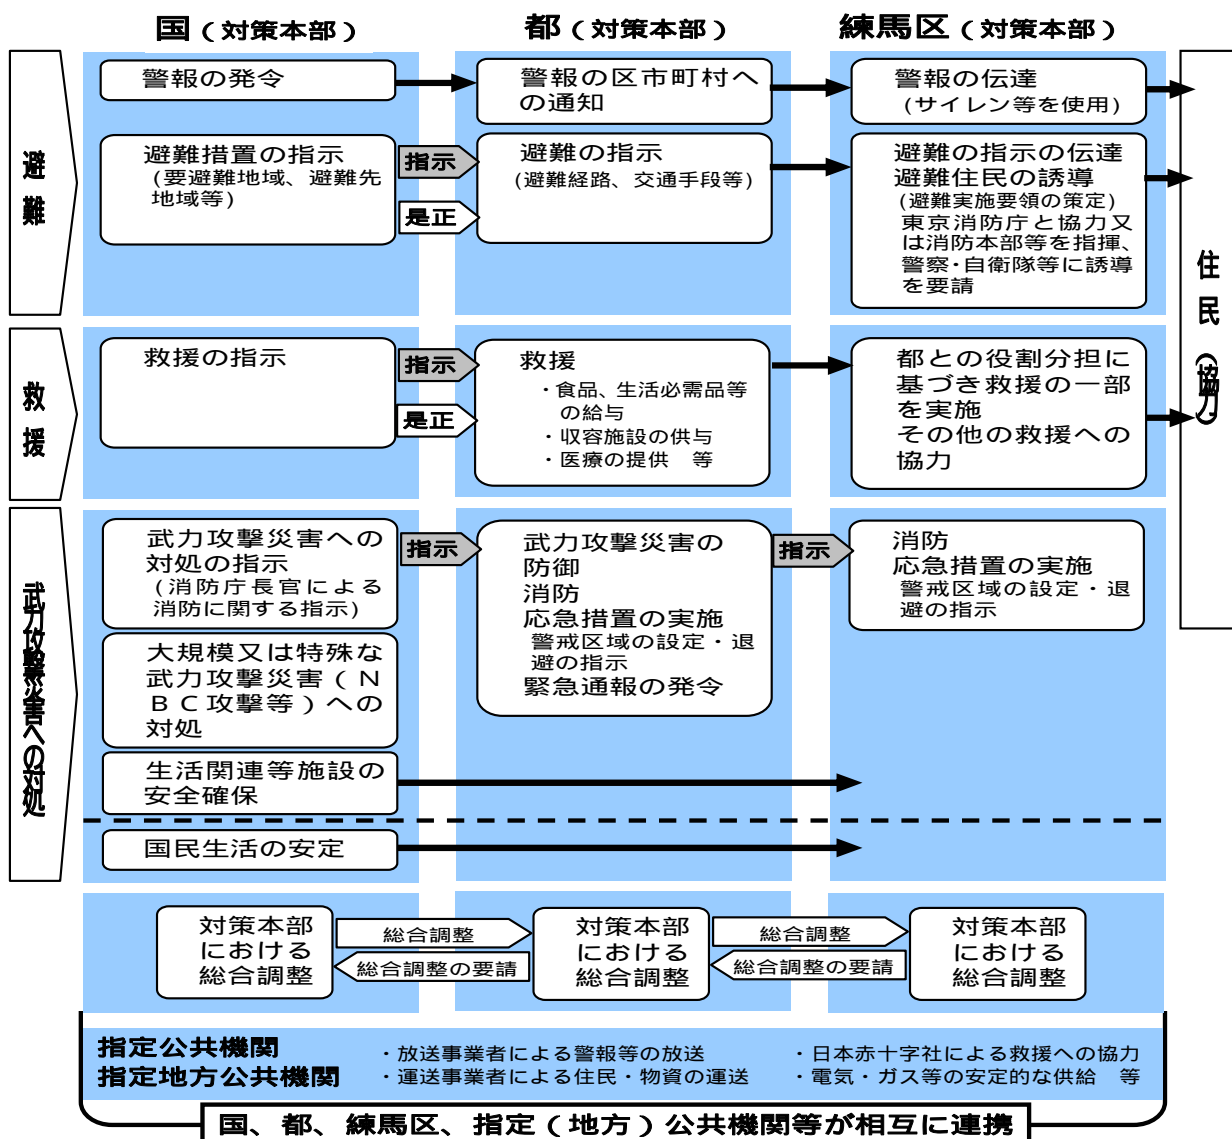 国（対策本部）
都（対策本部）
練馬区（対策本部）
避難
警報の発令
警報の区市町村へ
の通知
警報の伝達
(サイレン等を使用)
避難措置の指示
(要避難地域、避難先
地域等)
指示
是正
避難の指示
(避難経路、交通手段等)
避難の指示の伝達
避難住民の誘導
(避難実施要領の策定)
東京消防庁と協力又
は消防本部等を指揮、
警察・自衛隊等に誘導
を要請
住民（協力）
救援
救援の指示
指示
是正
救援
・食品、生活必需品等
の給与
・収容施設の供与
・医療の提供　等
都との役割分担に
基づき救援の一部
を実施
その他の救援への
協力
武力攻撃災害への対処
武力攻撃災害への
対処の指示
(消防庁長官による
消防に関する指示)
指示
武力攻撃災害の
防御
消防
応急措置の実施
警戒区域の設定・退
避の指示
緊急通報の発令
指示
消防
応急措置の実施
警戒区域の設定・退
避の指示
大規模又は特殊な
武力攻撃災害（Ｎ
ＢＣ攻撃等）への
対処
生活関連等施設の
安全確保
国民生活の安定
対策本部
における
総合調整
総合調整
総合調整の要請
対策本部
における
総合調整
総合調整
総合調整の要請
対策本部
における
総合調整
指定公共機関
指定地方公共機関
・放送事業者による警報等の放送
・運送事業者による住民・物資の運送
・日本赤十字社による救援への協力
・電気・ガス等の安定的な供給　等
国、都、練馬区、指定（地方）公共機関等が相互に連携